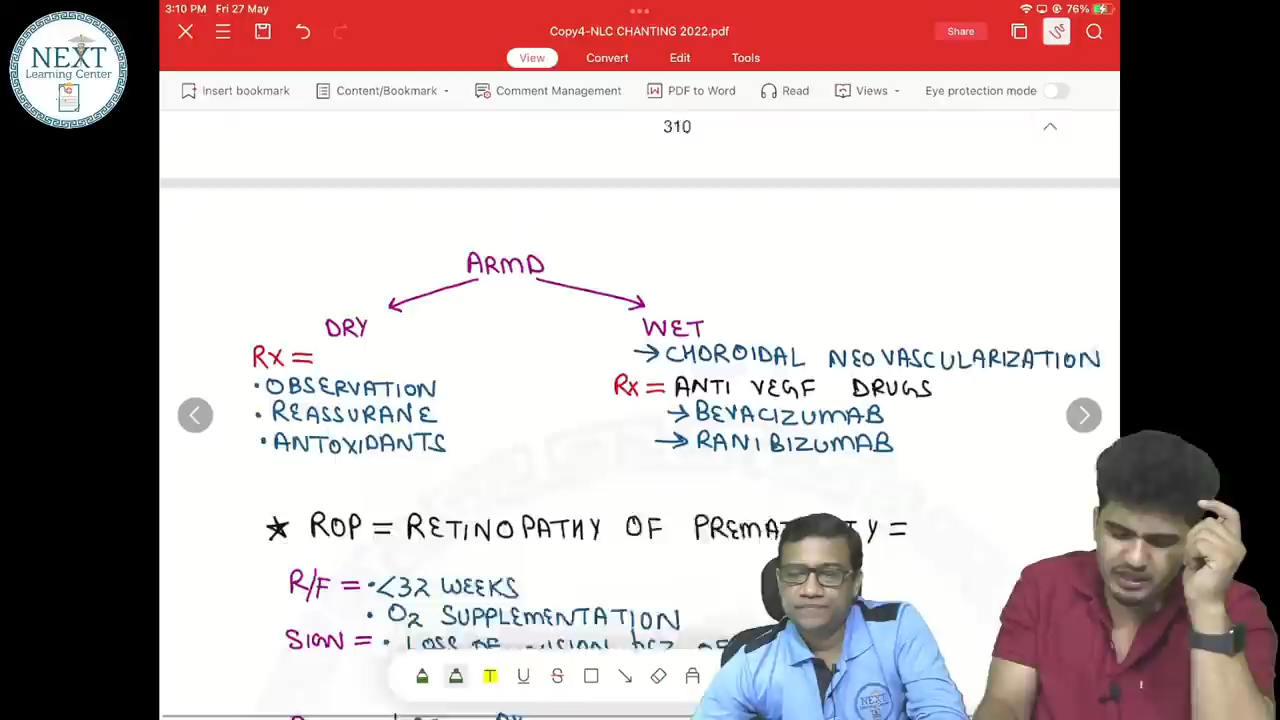 3:10 PM Fri 27 May
76%
Copy4-NLC CHANTING 2022.pdf
Share
View
Convert
Edit
Tools
Insert bookmark
Content/Bookmark
Comment Management
PDF to Word
Read
Views
Eye protection mode
NEXT
Learning Center
310
ARMD
DRY
WET
→ CHOROIDAL NEOVASCULARIZATION
Rx =
• OBSERVATION
• REASSURANE
• ANTOXIDANTS
Rx = ANTI VEGF DRUGS
→ BEVACIZUMAB
→ RANIBIZUMAB
★ ROP = RETINOPATHY OF PREMATURITY =
R/F = • <32 WEEKS
• O2 SUPPLEMENTATION
SIGN = • LOSS OF
T U S A
NEXT